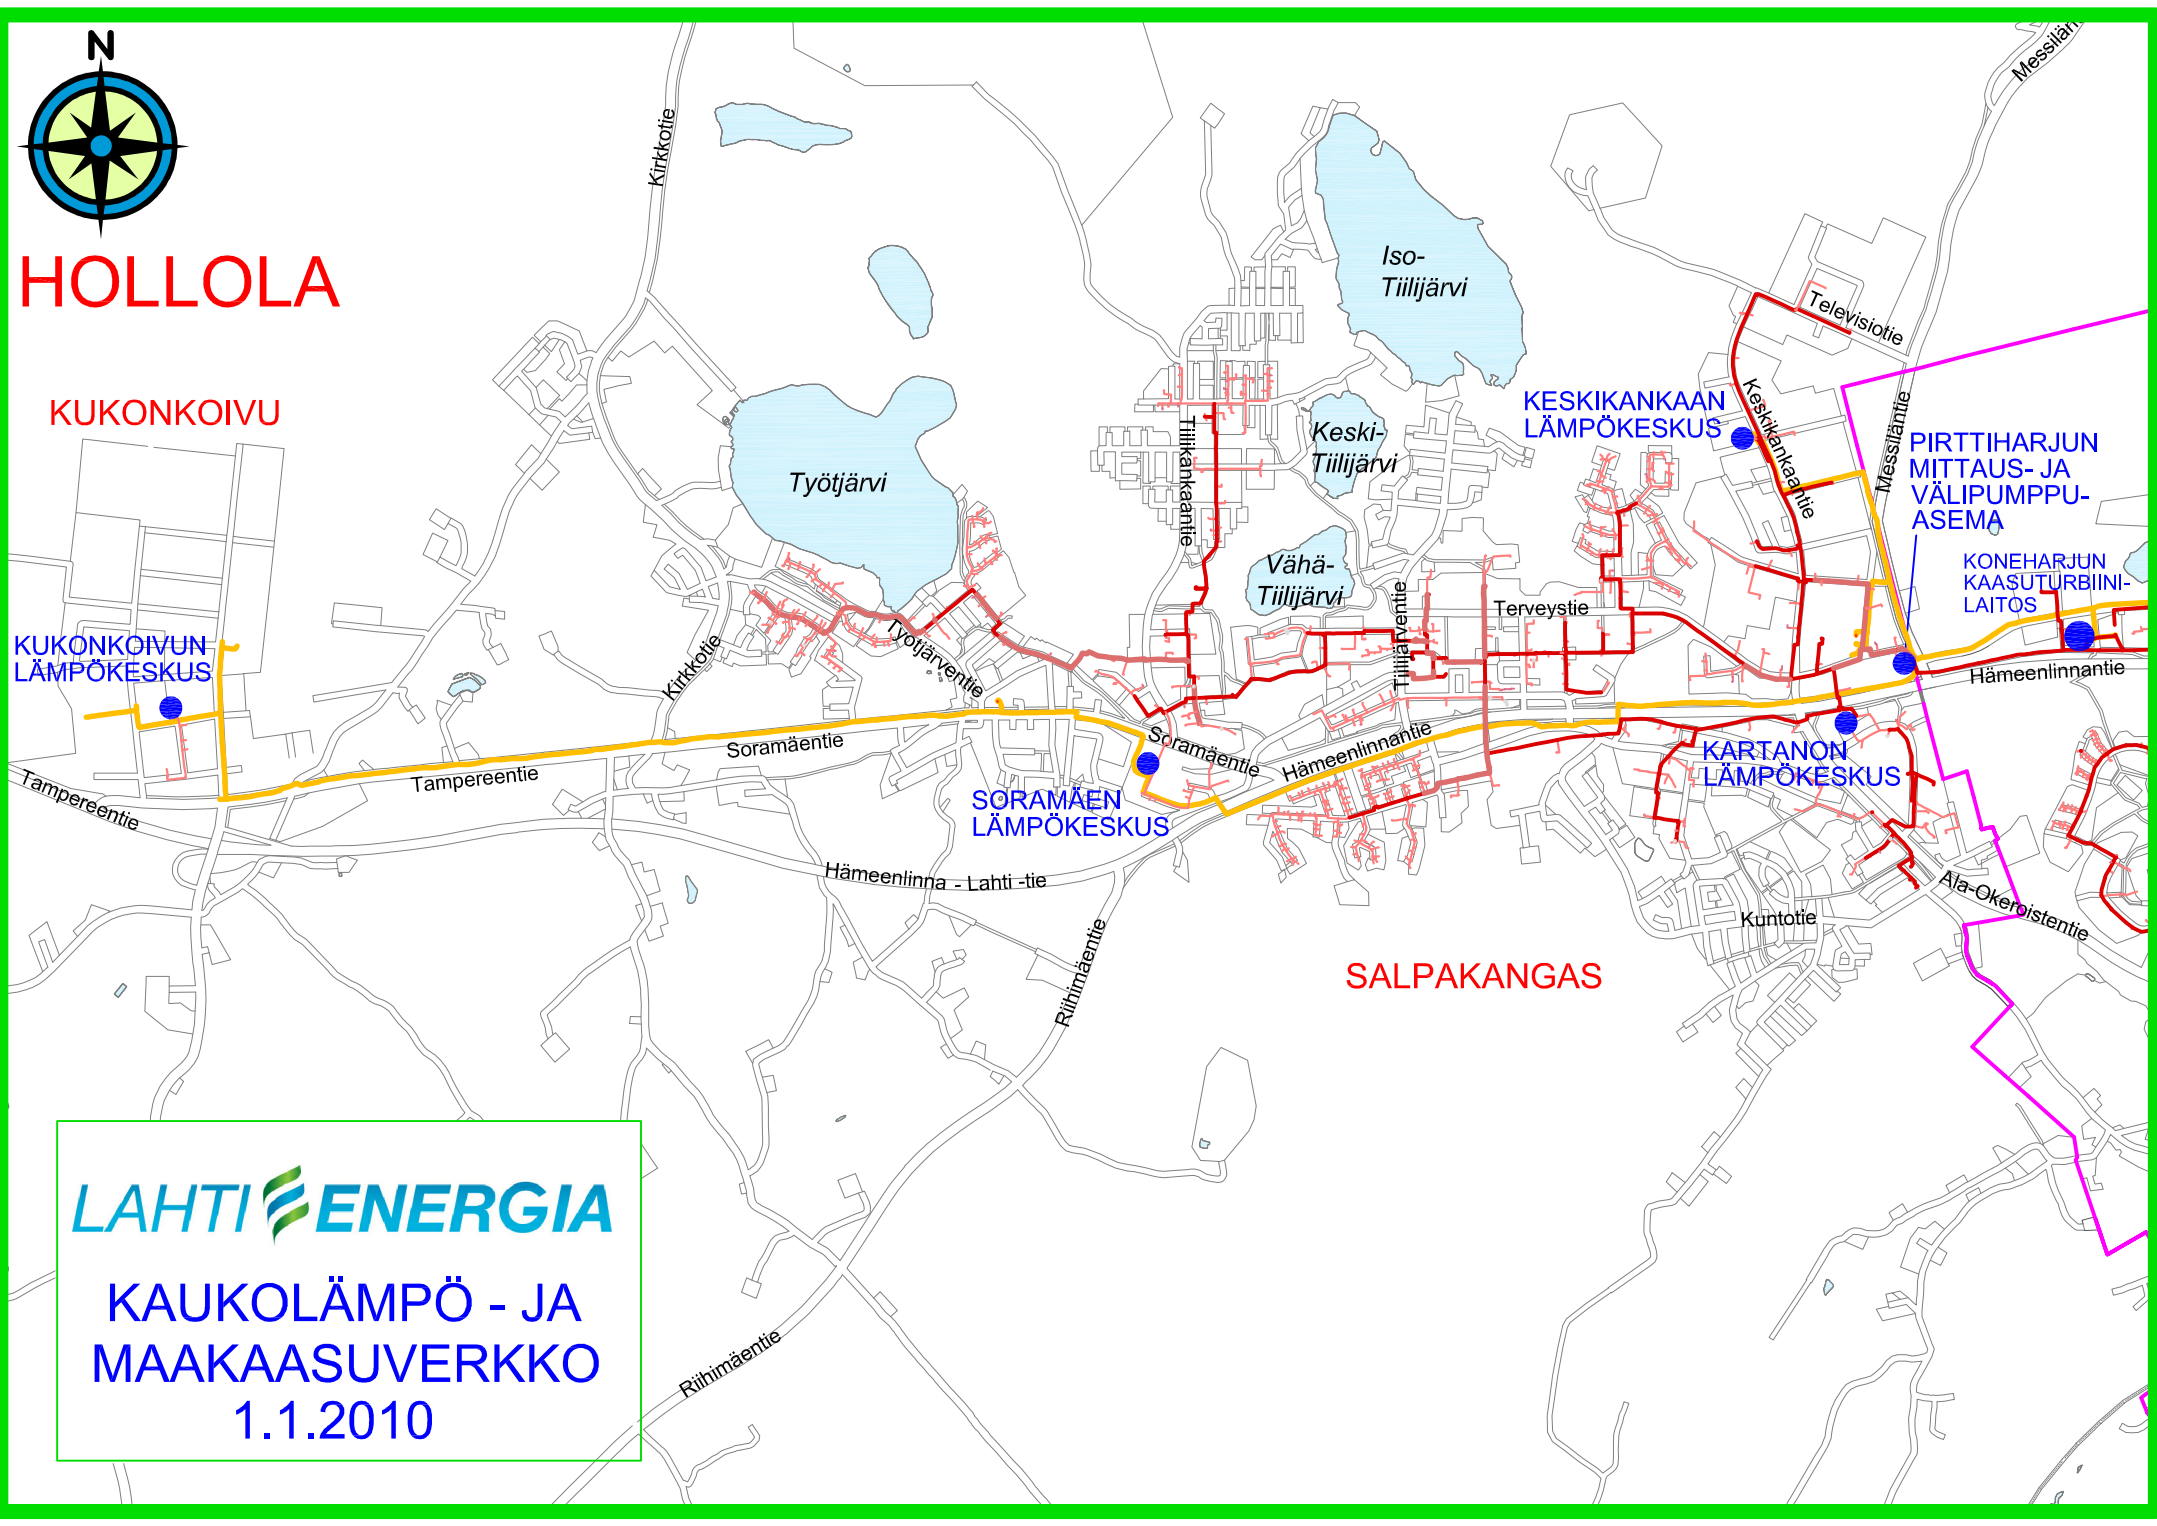 N
HOLLOLA
KUKONKOIVU
Kirkkotie
Iso-
Tiilijärvi
Televisiotie
Messiläntie
KESKIKANKAAN
LÄMPÖKESKUS
Keskikankaantie
PIRTTIHARJUN
MITTAUS- JA
VÄLIPUMPPU-
ASEMA
KONEHARJUN
KAASUTURBIINI-
LAITOS
Työtjärvi
Keski-
Tiilijärvi
Tiilikankaantie
Vähä-
Tiilijärvi
Tiilijärventie
Terveystie
KUKONKOIVUN
LÄMPÖKESKUS
Kirkkotie
Työtjärventie
Hämeenlinnantie
Soramäentie
Tampereentie
Tampereentie
Soramäentie
Hämeenlinnantie
SORAMÄEN
LÄMPÖKESKUS
KARTANON
LÄMPÖKESKUS
Hämeenlinna - Lahti -tie
Riihimäentie
Kuntotie
Ala-Okeroistentie
SALPAKANGAS
Riihimäentie
LAHTI ENERGIA
KAUKOLÄMPÖ - JA
MAAKAASUVERKKO
1.1.2010